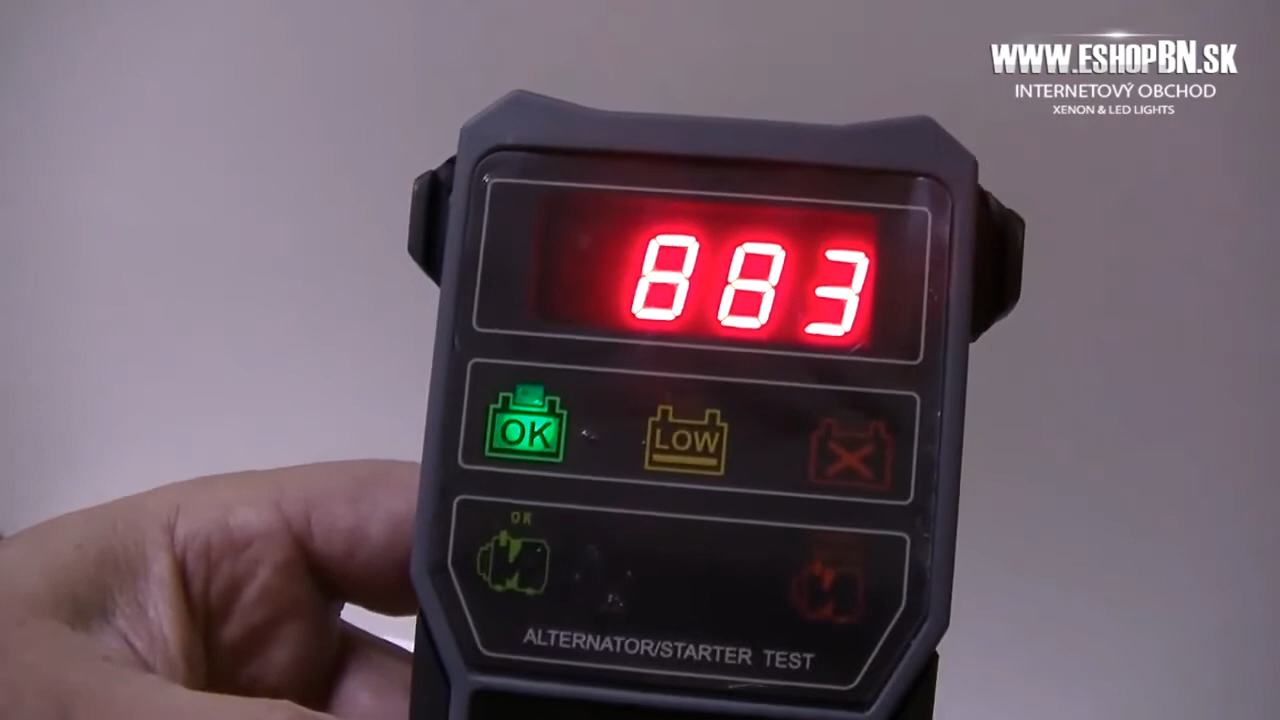 WWW.ESHOPBN.SK
INTERNETOVÝ OBCHOD
XENON & LED LIGHTS
883
OK
LOW
OK
ALTERNATOR/STARTER TEST